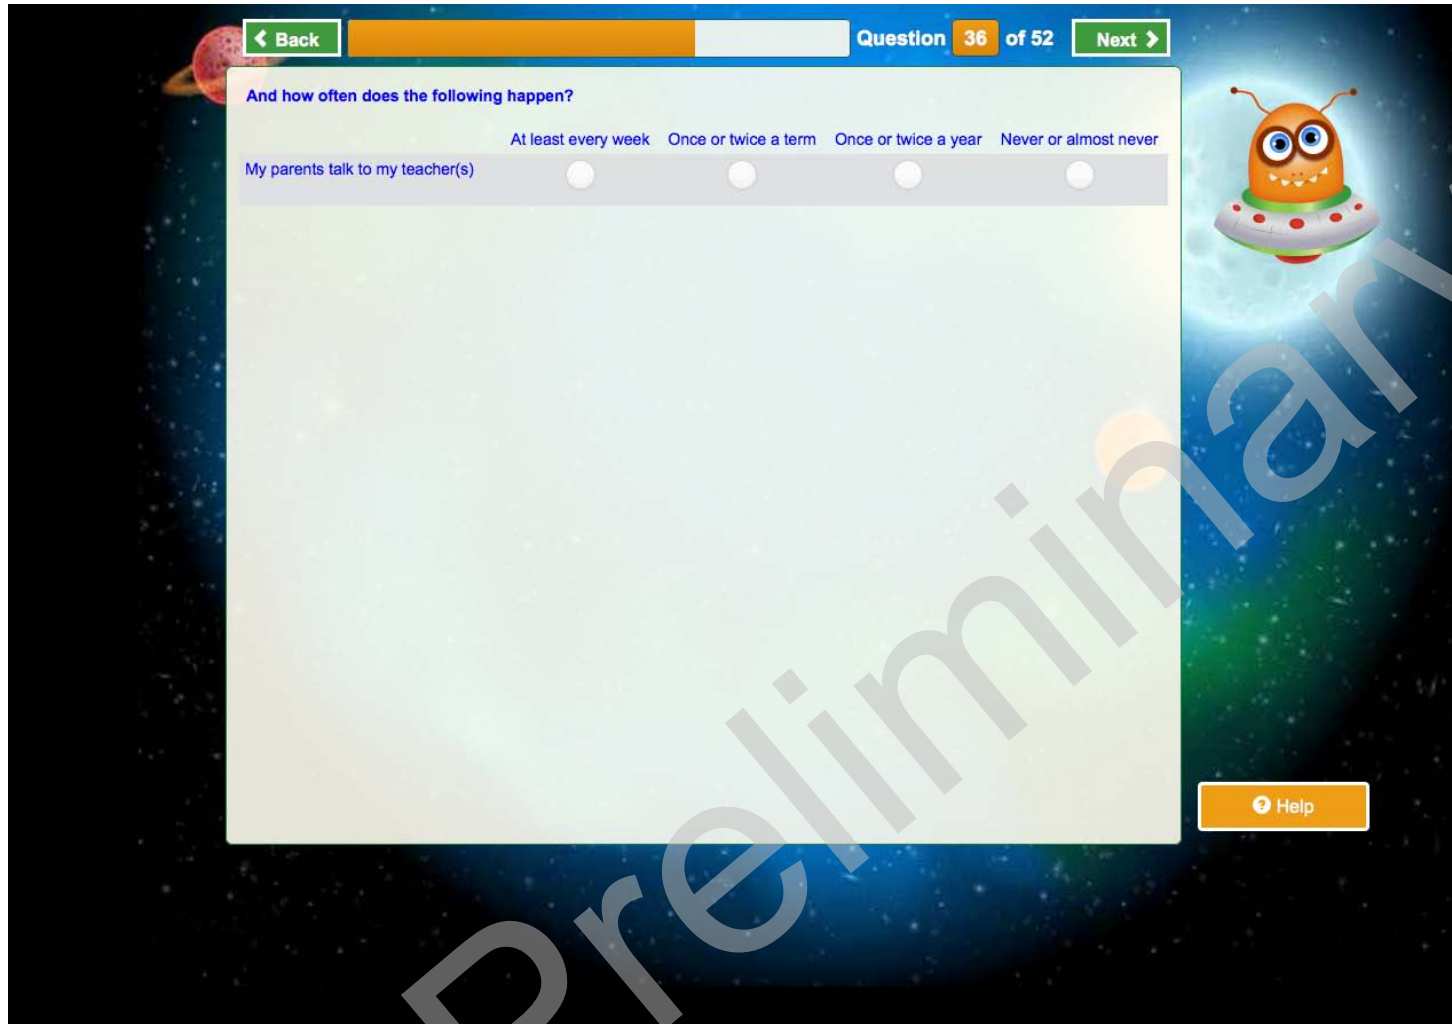 Back
Question 36 of 52
Next
And how often does the following happen?
At least every week Once or twice a term Once or twice a year Never or almost never
My parents talk to my teacher(s)
? Help
Preliminary